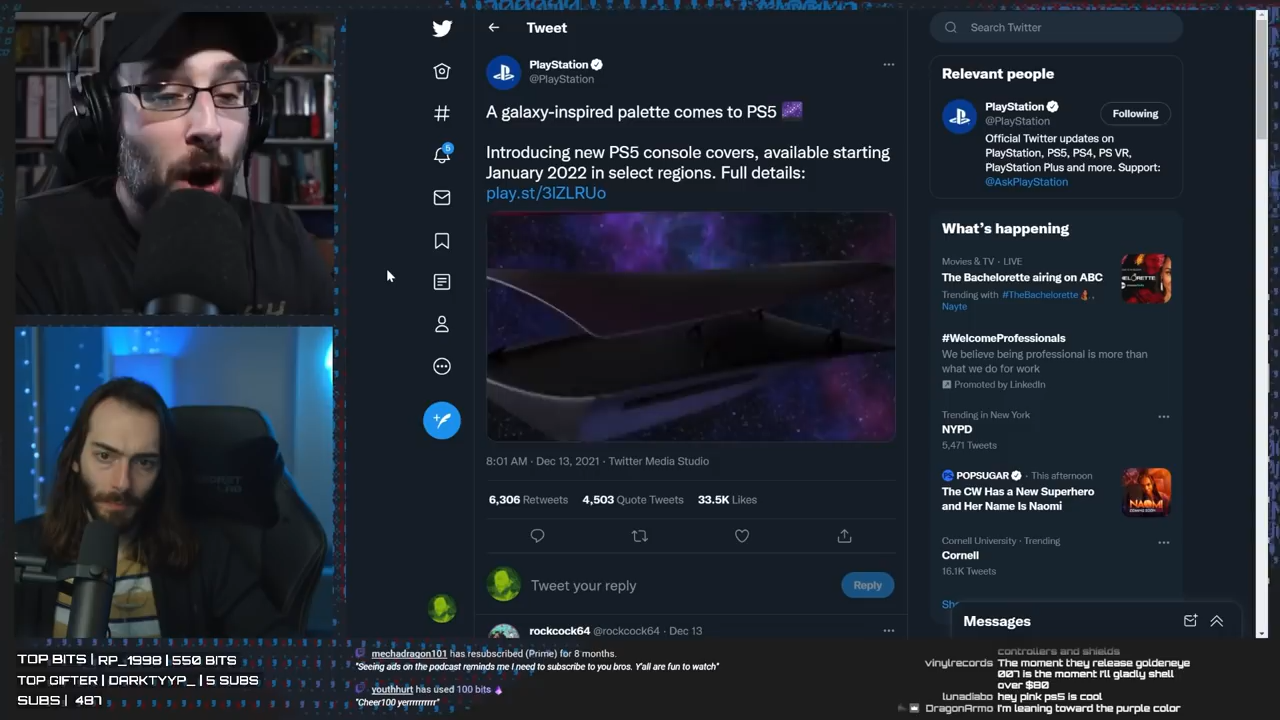 Tweet
PlayStation
@PlayStation
A galaxy-inspired palette comes to PS5
Introducing new PS5 console covers, available starting
January 2022 in select regions. Full details:
play.st/3lZLRUo
8:01 AM · Dec 13, 2021 · Twitter Media Studio
6,306 Retweets 4,503 Quote Tweets 33.5K Likes
Tweet your reply
Reply
rockcock64 @rockcock64 · Dec 13
5
Search Twitter
Relevant people
PlayStation
@PlayStation
Following
Official Twitter updates on
PlayStation, PS5, PS4, PS VR,
PlayStation Plus and more. Support:
@AskPlayStation
What's happening
Movies & TV · LIVE
The Bachelorette airing on ABC
Trending with #TheBachelorette,
Nayte
#WelcomeProfessionals
We believe being professional is more than
what we do for work
Promoted by LinkedIn
Trending in New York
NYPD
5,471 Tweets
POPSUGAR · This afternoon
The CW Has a New Superhero
and Her Name Is Naomi
NAOMI
Cornell University · Trending
Cornell
16.1K Tweets
Messages
TOP BITS | RP_1998 | 550 BITS
TOP GIFTER | DARKTYYP_ | 5 SUBS
SUBS | 487
mechadragon101 has resubscribed (Prime) for 8 months.
"Seeing ads on the podcast reminds me I need to subscribe to you bros. Y'all are fun to watch"
youthhurt has used 100 bits
"Cheer100 yerrrrrrrrrr"
controllers and shields
vinylrecords The moment they release goldeneye
007 is the moment I'll gladly shell
over $80
lunadiabo hey pink ps5 is cool
DragonArmo I'm leaning toward the purple color